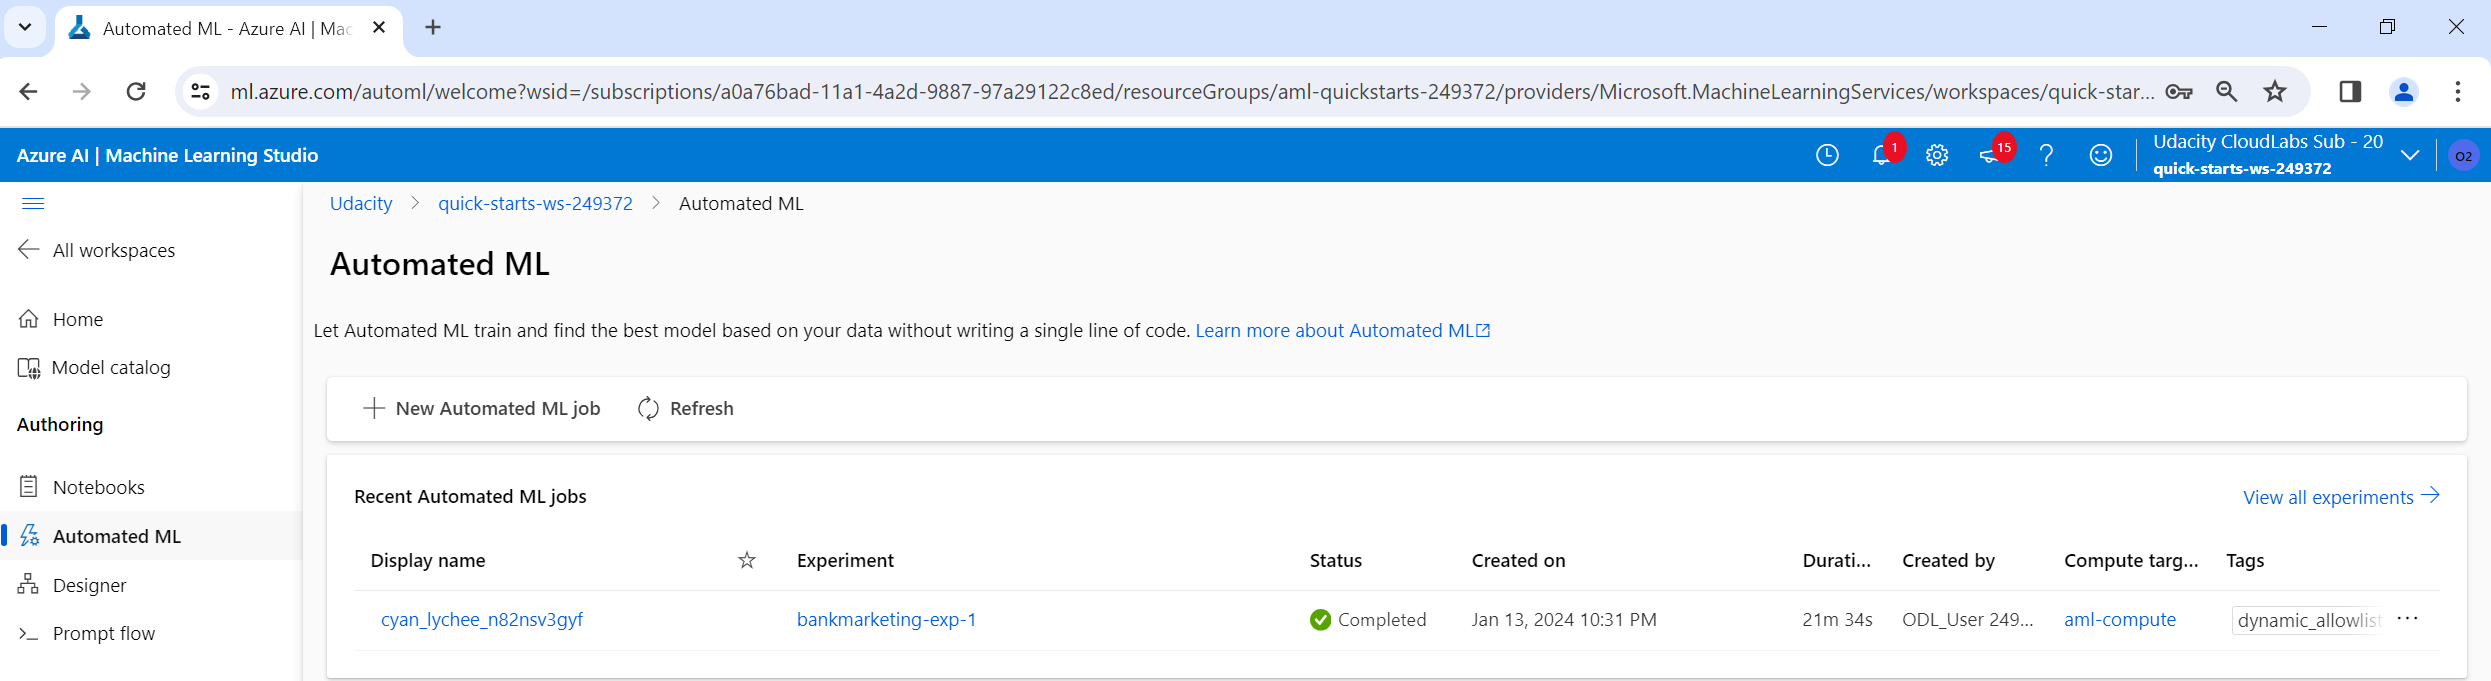 Automated ML - Azure AI | Mac
ml.azure.com/automl/welcome?wsid=/subscriptions/a0a76bad-11a1-4a2d-9887-97a29122c8ed/resourceGroups/aml-quickstarts-249372/providers/Microsoft.MachineLearningServices/workspaces/quick-star...
Azure AI | Machine Learning Studio
1
15
Udacity CloudLabs Sub - 20
quick-starts-ws-249372
O2
Udacity > quick-starts-ws-249372 > Automated ML
All workspaces
Automated ML
Home
Let Automated ML train and find the best model based on your data without writing a single line of code. Learn more about Automated ML
Model catalog
New Automated ML job Refresh
Authoring
Notebooks
Recent Automated ML jobs View all experiments
Automated ML
Display name Experiment Status Created on Durati... Created by Compute targ... Tags
Designer
cyan_lychee_n82nsv3gyf bankmarketing-exp-1 Completed Jan 13, 2024 10:31 PM 21m 34s ODL_User 249... aml-compute dynamic_allowlist ...
Prompt flow